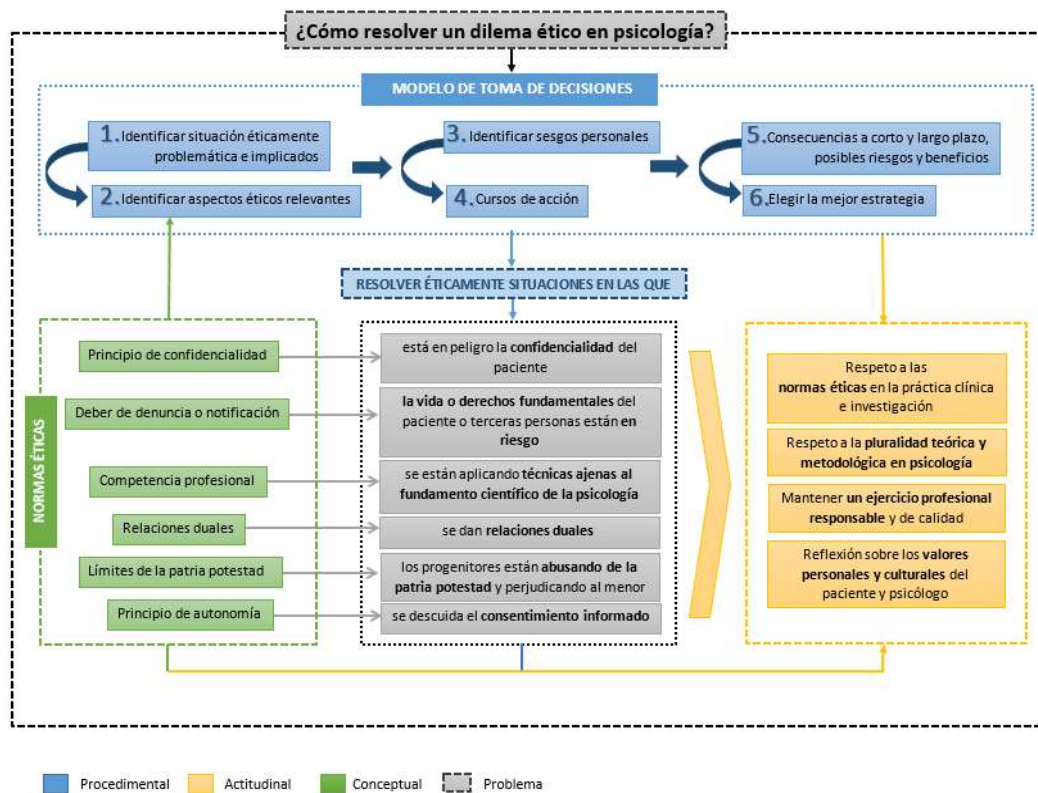 ¿Cómo resolver un dilema ético en psicología?
MODELO DE TOMA DE DECISIONES
1.Identificar situación éticamente
problemática e implicados
2.Identificar aspectos éticos relevantes
3.Identificar sesgos personales
4.Cursos de acción
5.Consecuencias a corto y largo plazo,
posibles riesgos y beneficios
6.Elegir la mejor estrategia
RESOLVER ÉTICAMENTE SITUACIONES EN LAS QUE
NORMAS ÉTICAS
Principio de confidencialidad
Deber de denuncia o notificación
Competencia profesional
Relaciones duales
Límites de la patria potestad
Principio de autonomía
está en peligro la confidencialidad del
paciente
la vida o derechos fundamentales del
paciente o terceras personas están en
riesgo
se están aplicando técnicas ajenas al
fundamento científico de la psicología
se dan relaciones duales
los progenitores están abusando de la
patria potestad y perjudicando al menor
se descuida el consentimiento informado
Respeto a las
normas éticas en la práctica clínica
e investigación
Respeto a la pluralidad teórica y
metodológica en psicología
Mantener un ejercicio profesional
responsable y de calidad
Reflexión sobre los valores
personales y culturales del
paciente y psicólogo
Procedimental
Actitudinal
Conceptual
Problema